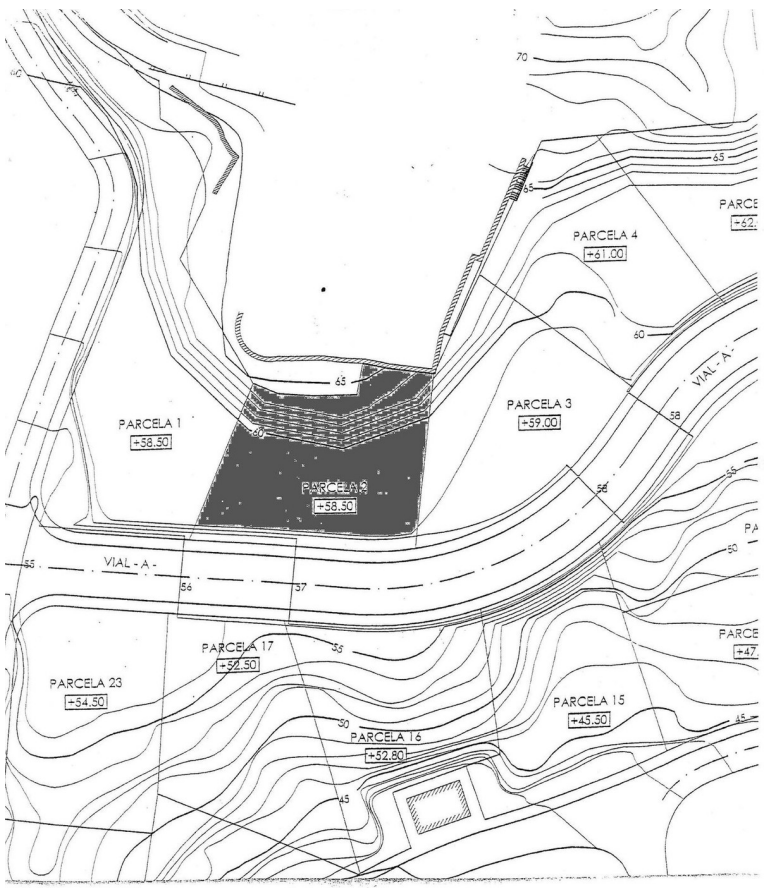 70
60
65
65
PARCELA 4
+61.00
65
PARCELA 1
+58.50
60
PARCELA 3
+59.00
60
VIAL - A -
58
PARCELA 2
+58.50
58
55
50
55
VIAL - A -
56
37
55
PARCELA 17
+52.50
PARCELA 23
+54.50
50
PARCELA 16
+52.80
PARCELA 15
+45.50
45
45